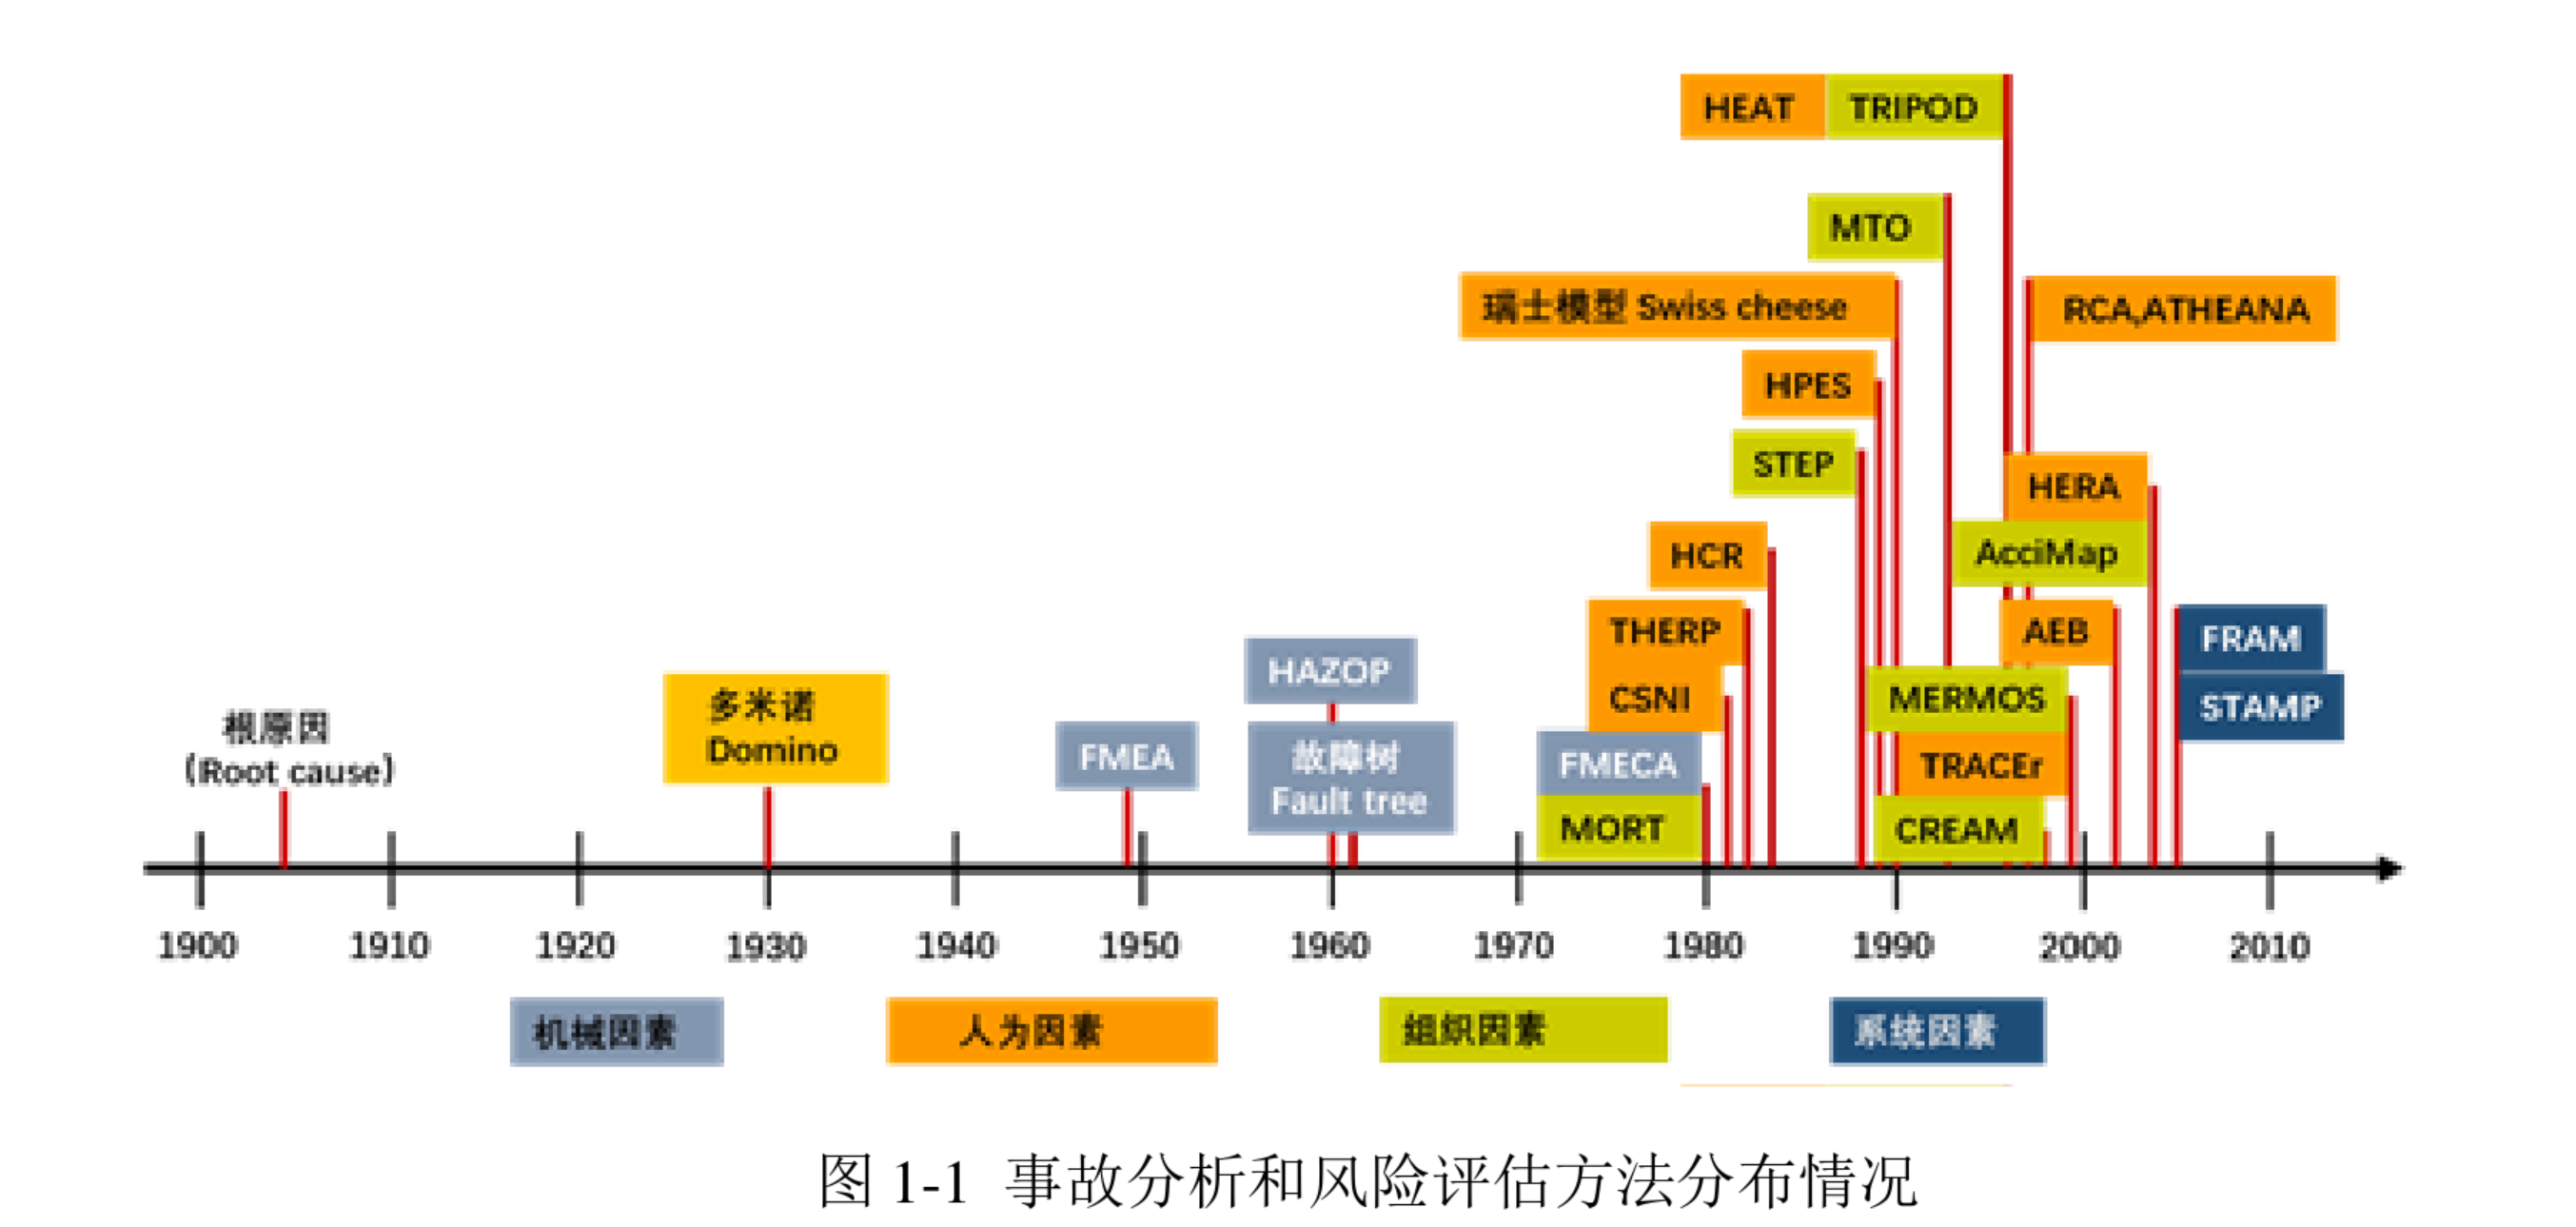 HEAT TRIPOD
MTO
瑞士模型 Swiss cheese
RCA,ATHEANA
HPES
STEP
HERA
HCR
AcciMap
THERP
AEB
FRAM
HAZOP
CSNI
MERMOS
STAMP
多米诺
Domino
根原因
(Root cause)
FMEA
故障树
Fault tree
FMECA
TRACEr
MORT
CREAM
1900 1910 1920 1930 1940 1950 1960 1970 1980 1990 2000 2010
机械因素 人为因素 组织因素 系统因素
图 1-1 事故分析和风险评估方法分布情况